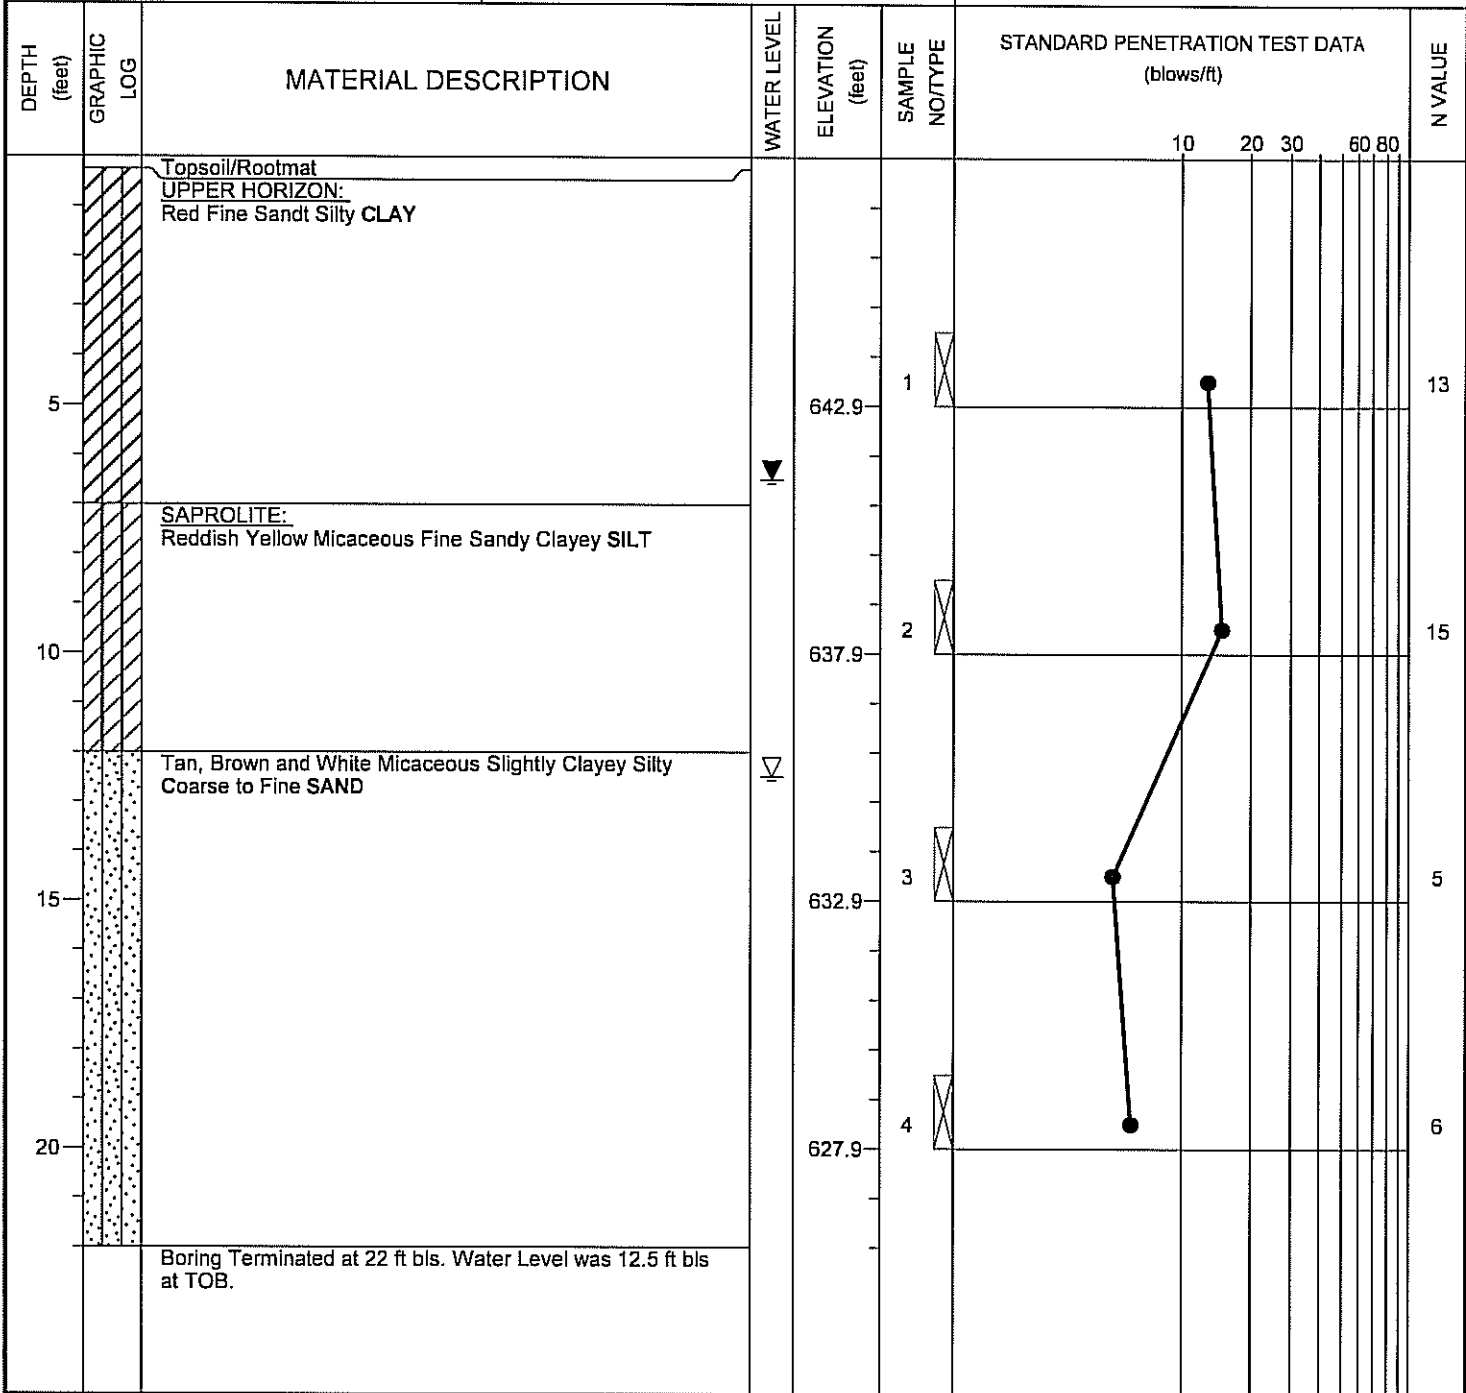 DEPTH
(feet)
GRAPHIC
LOG
MATERIAL DESCRIPTION
WATER LEVEL
ELEVATION
(feet)
SAMPLE
NO/TYPE
STANDARD PENETRATION TEST DATA
(blows/ft)
N VALUE
10 20 30 60 80
Topsoil/Rootmat
UPPER HORIZON:
Red Fine Sandt Silty CLAY
1 13
5 642.9
SAPROLITE:
Reddish Yellow Micaceous Fine Sandy Clayey SILT
2 15
10 637.9
Tan, Brown and White Micaceous Slightly Clayey Silty
Coarse to Fine SAND
3 5
15 632.9
4 6
20 627.9
Boring Terminated at 22 ft bls. Water Level was 12.5 ft bls
at TOB.